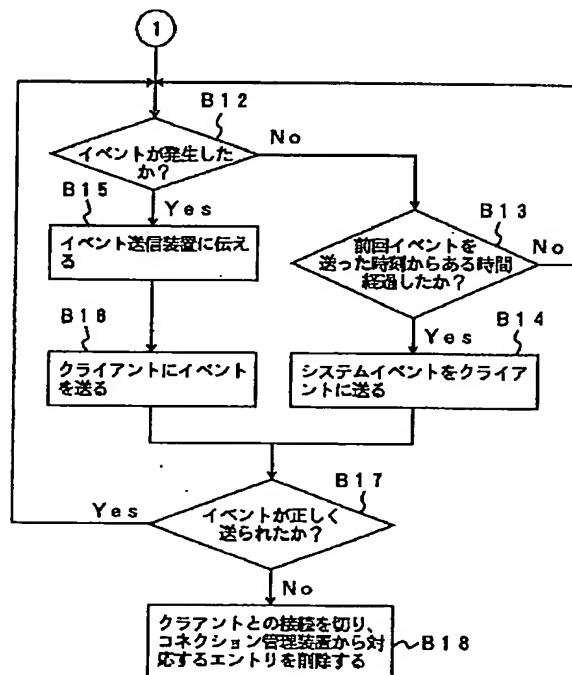 1
B12
イベントが発生した
か?
No
Yes
B15
イベント送信装置に伝え
る
B13
前回イベントを
送った時刻からある時間
経過したか?
No
Yes
B16
クライアントにイベント
を送る
B14
システムイベントをクライア
ントに送る
B17
イベントが正しく
送られたか?
Yes
No
クラアントとの接続を切り、
コネクション管理装置から対
応するエントリを削除する
B18